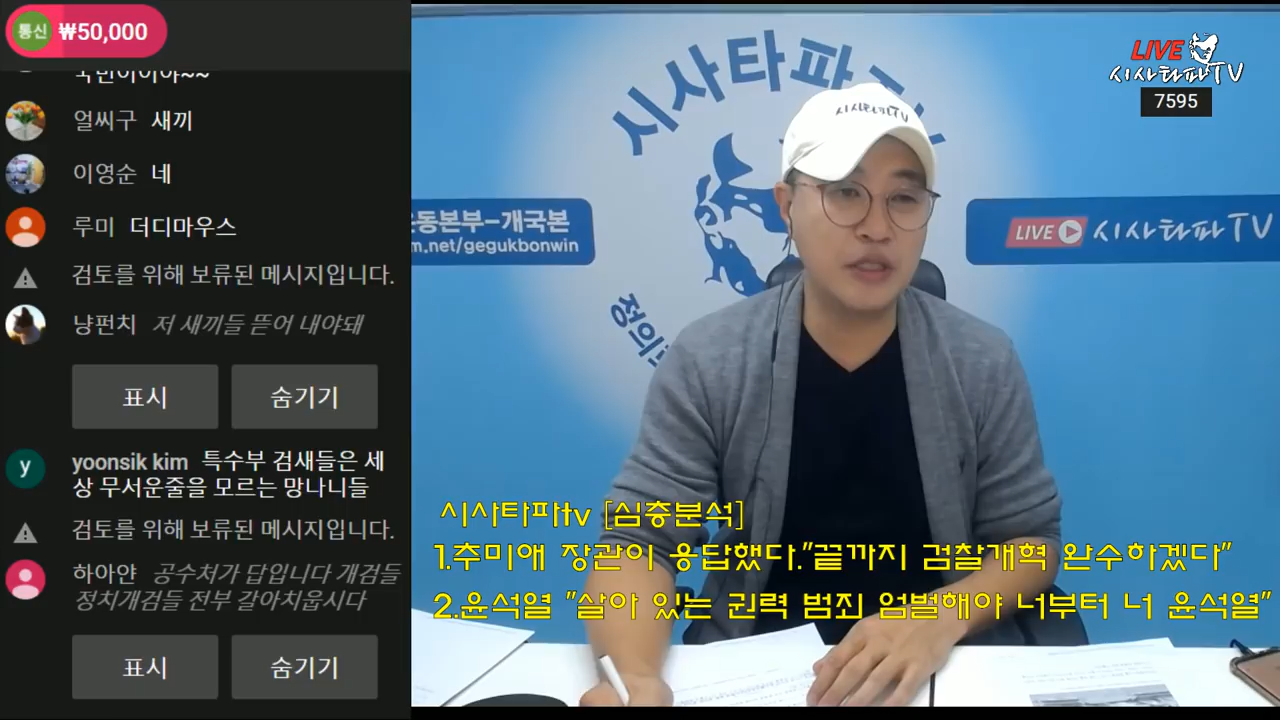 통신 ₩50,000
얼씨구 새끼
이영순 네
루미 더디마우스
검토를 위해 보류된 메시지입니다.
냥펀치 저 새끼들 뜯어 내야돼
표시 숨기기
y yoonsik kim 특수부 검새들은 세
상 무서운줄을 모르는 망나니들
검토를 위해 보류된 메시지입니다.
하아얀 공수처가 답입니다 개검들
정치개검들 전부 갈아치웁시다
표시 숨기기
시사타파
시사타파TV
LIVE
시사타파TV
7595
운동본부-개국본
m.net/gegukbonwin
LIVE 시사타파TV
정의
시사타파tv [심층분석]
1.추미애 장관이 응답했다."끝까지 검찰개혁 완수하겠다"
2.윤석열 "살아 있는 권력 범죄 엄벌해야 너부터 너 윤석열"